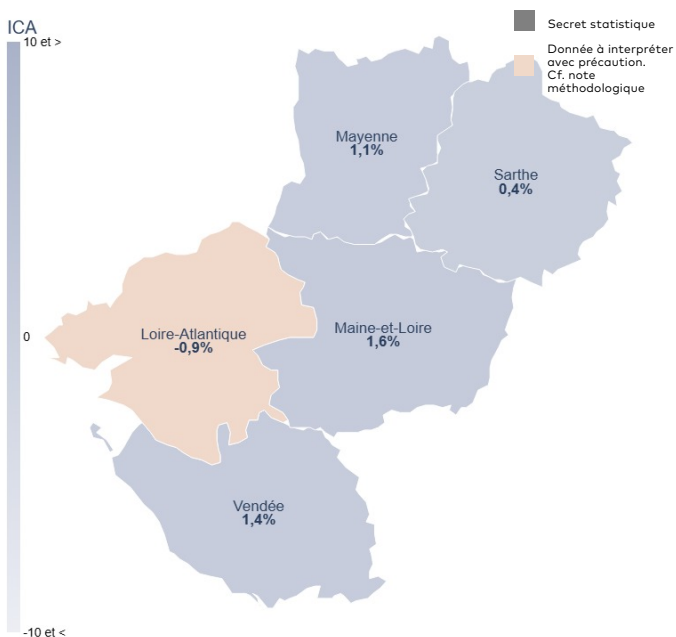 ICA
10 et >
Secret statistique
Donnée à interpréter
avec précaution.
Cf. note
méthodologique
Mayenne
1,1%
Sarthe
0,4%
0
Loire-Atlantique
-0,9%
Maine-et-Loire
1,6%
Vendée
1,4%
-10 et <